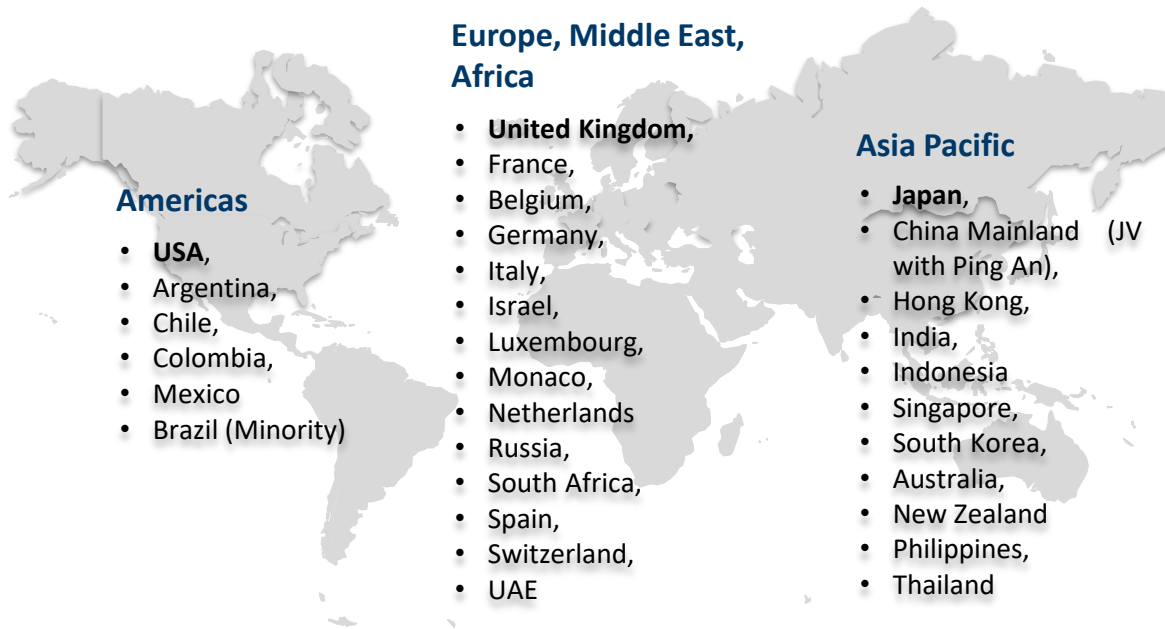 Americas
• USA,
• Argentina,
• Chile,
• Colombia,
• Mexico
• Brazil (Minority)
Europe, Middle East,
Africa
• United Kingdom,
• France,
• Belgium,
• Germany,
• Italy,
• Israel,
• Luxembourg,
• Monaco,
• Netherlands
• Russia,
• South Africa,
• Spain,
• Switzerland,
• UAE
Asia Pacific
• Japan,
• China Mainland (JV
with Ping An),
• Hong Kong,
• India,
• Indonesia
• Singapore,
• South Korea,
• Australia,
• New Zealand
• Philippines,
• Thailand